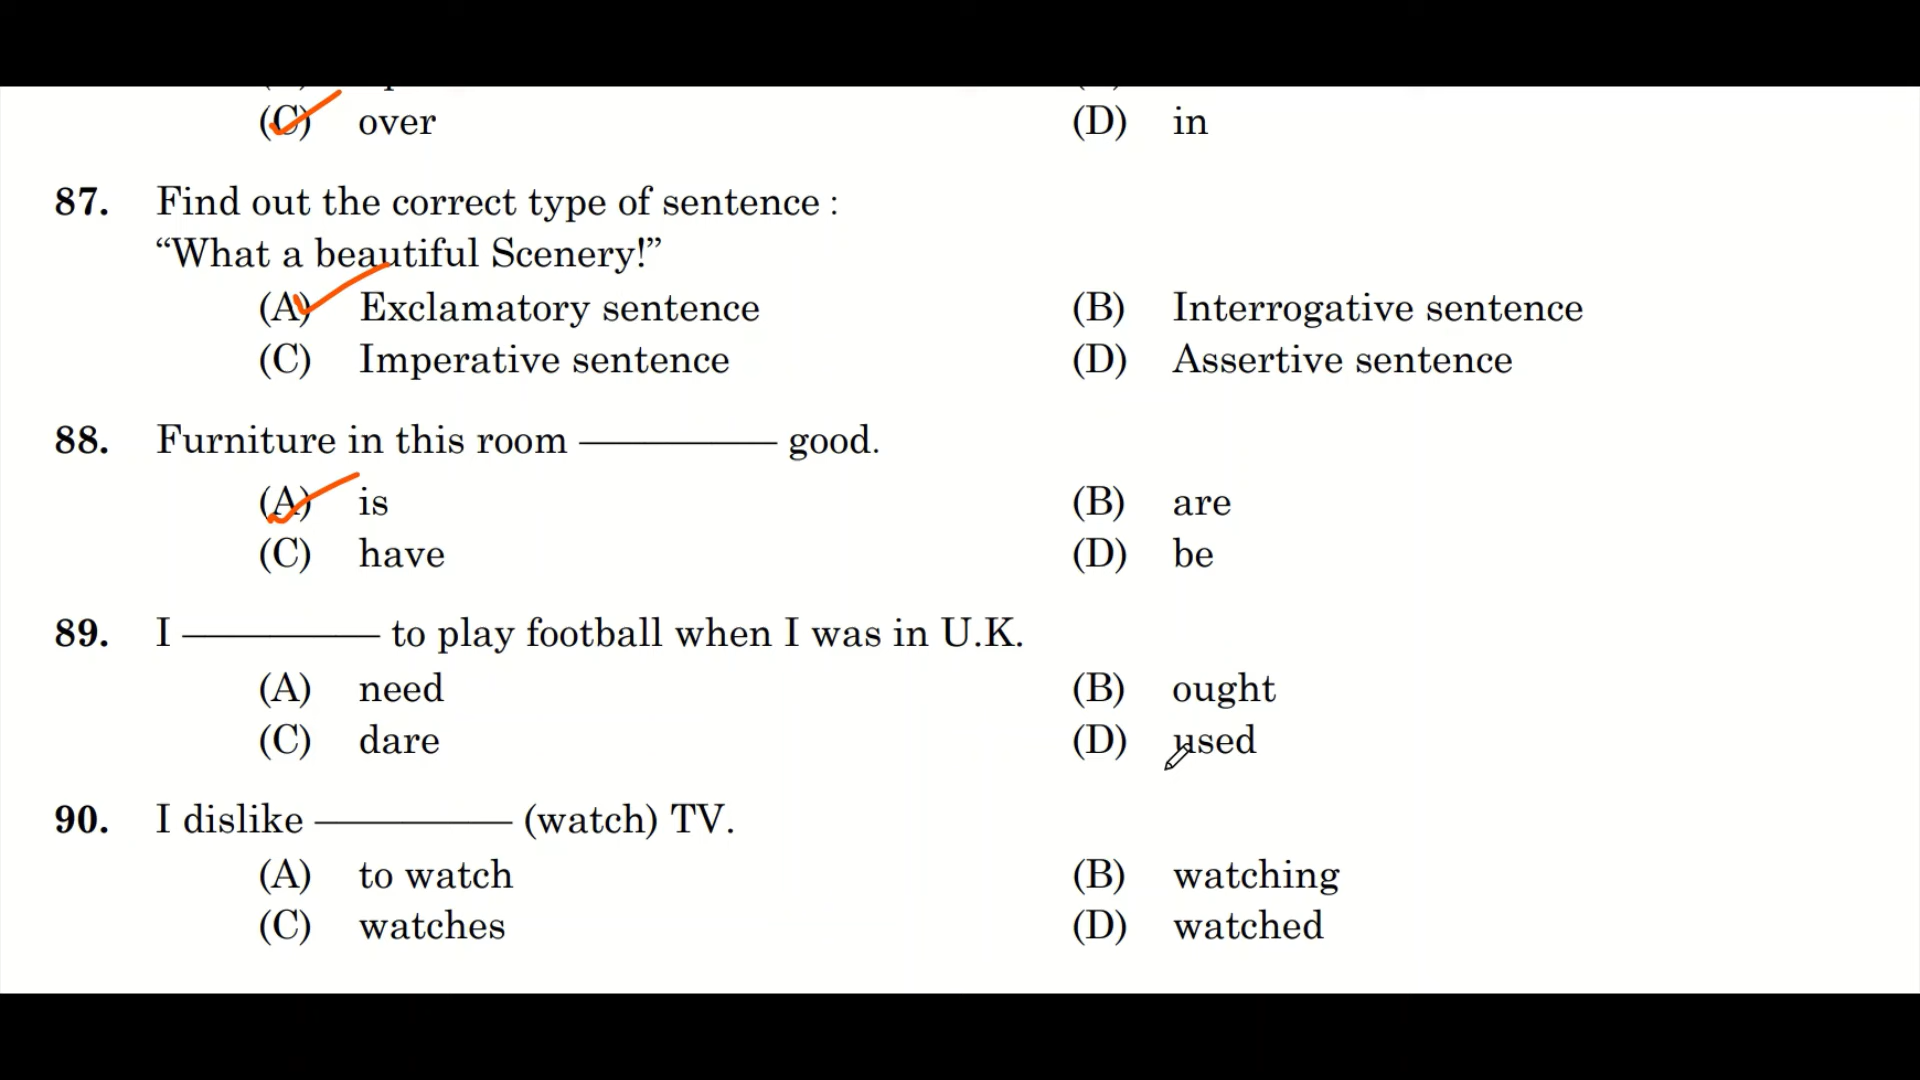 (C) over (D) in
87. Find out the correct type of sentence :
“What a beautiful Scenery!”
(A) Exclamatory sentence (B) Interrogative sentence
(C) Imperative sentence (D) Assertive sentence
88. Furniture in this room ———— good.
(A) is (B) are
(C) have (D) be
89. I ———— to play football when I was in U.K.
(A) need (B) ought
(C) dare (D) used
90. I dislike ———— (watch) TV.
(A) to watch (B) watching
(C) watches (D) watched